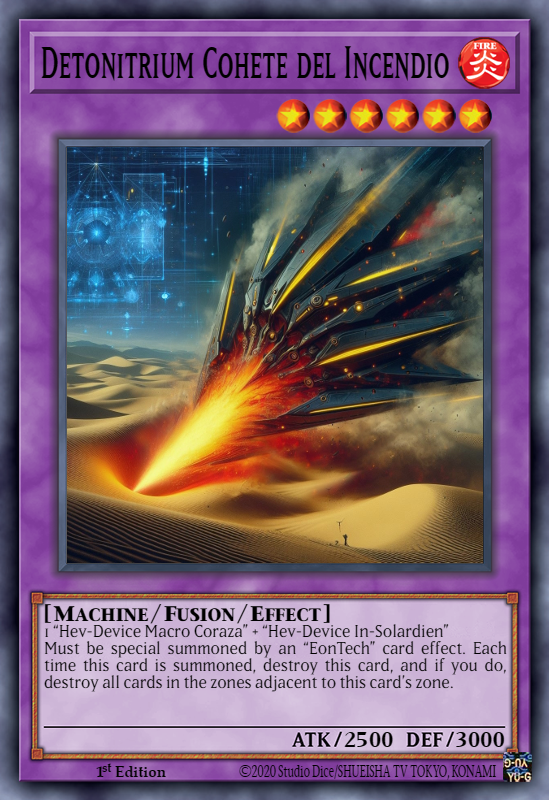 DETONITRIUM COHETE DEL INCENDIO
FIRE
炎
[MACHINE/FUSION/EFFECT]
1 “Hev-Device Macro Coraza” + “Hev-Device In-Solardien”
Must be special summoned by an “EonTech” card effect. Each
time this card is summoned, destroy this card, and if you do,
destroy all cards in the zones adjacent to this card's zone.
ATK/2500 DEF/3000
1st Edition
©2020 Studio Dice/SHUEISHA TV TOKYO, KONAMI
YU-G